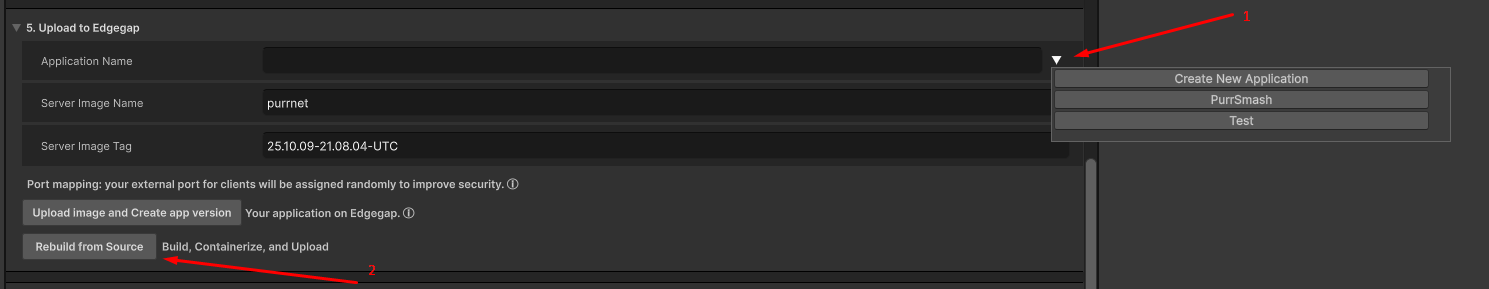 5. Upload to Edgegap
1
Application Name
Create New Application
PurrSmash
Test
Server Image Name
purrnet
Server Image Tag
25.10.09-21.08.04-UTC
Port mapping: your external port for clients will be assigned randomly to improve security.
Upload image and Create app version Your application on Edgegap.
Rebuild from Source Build, Containerize, and Upload
2